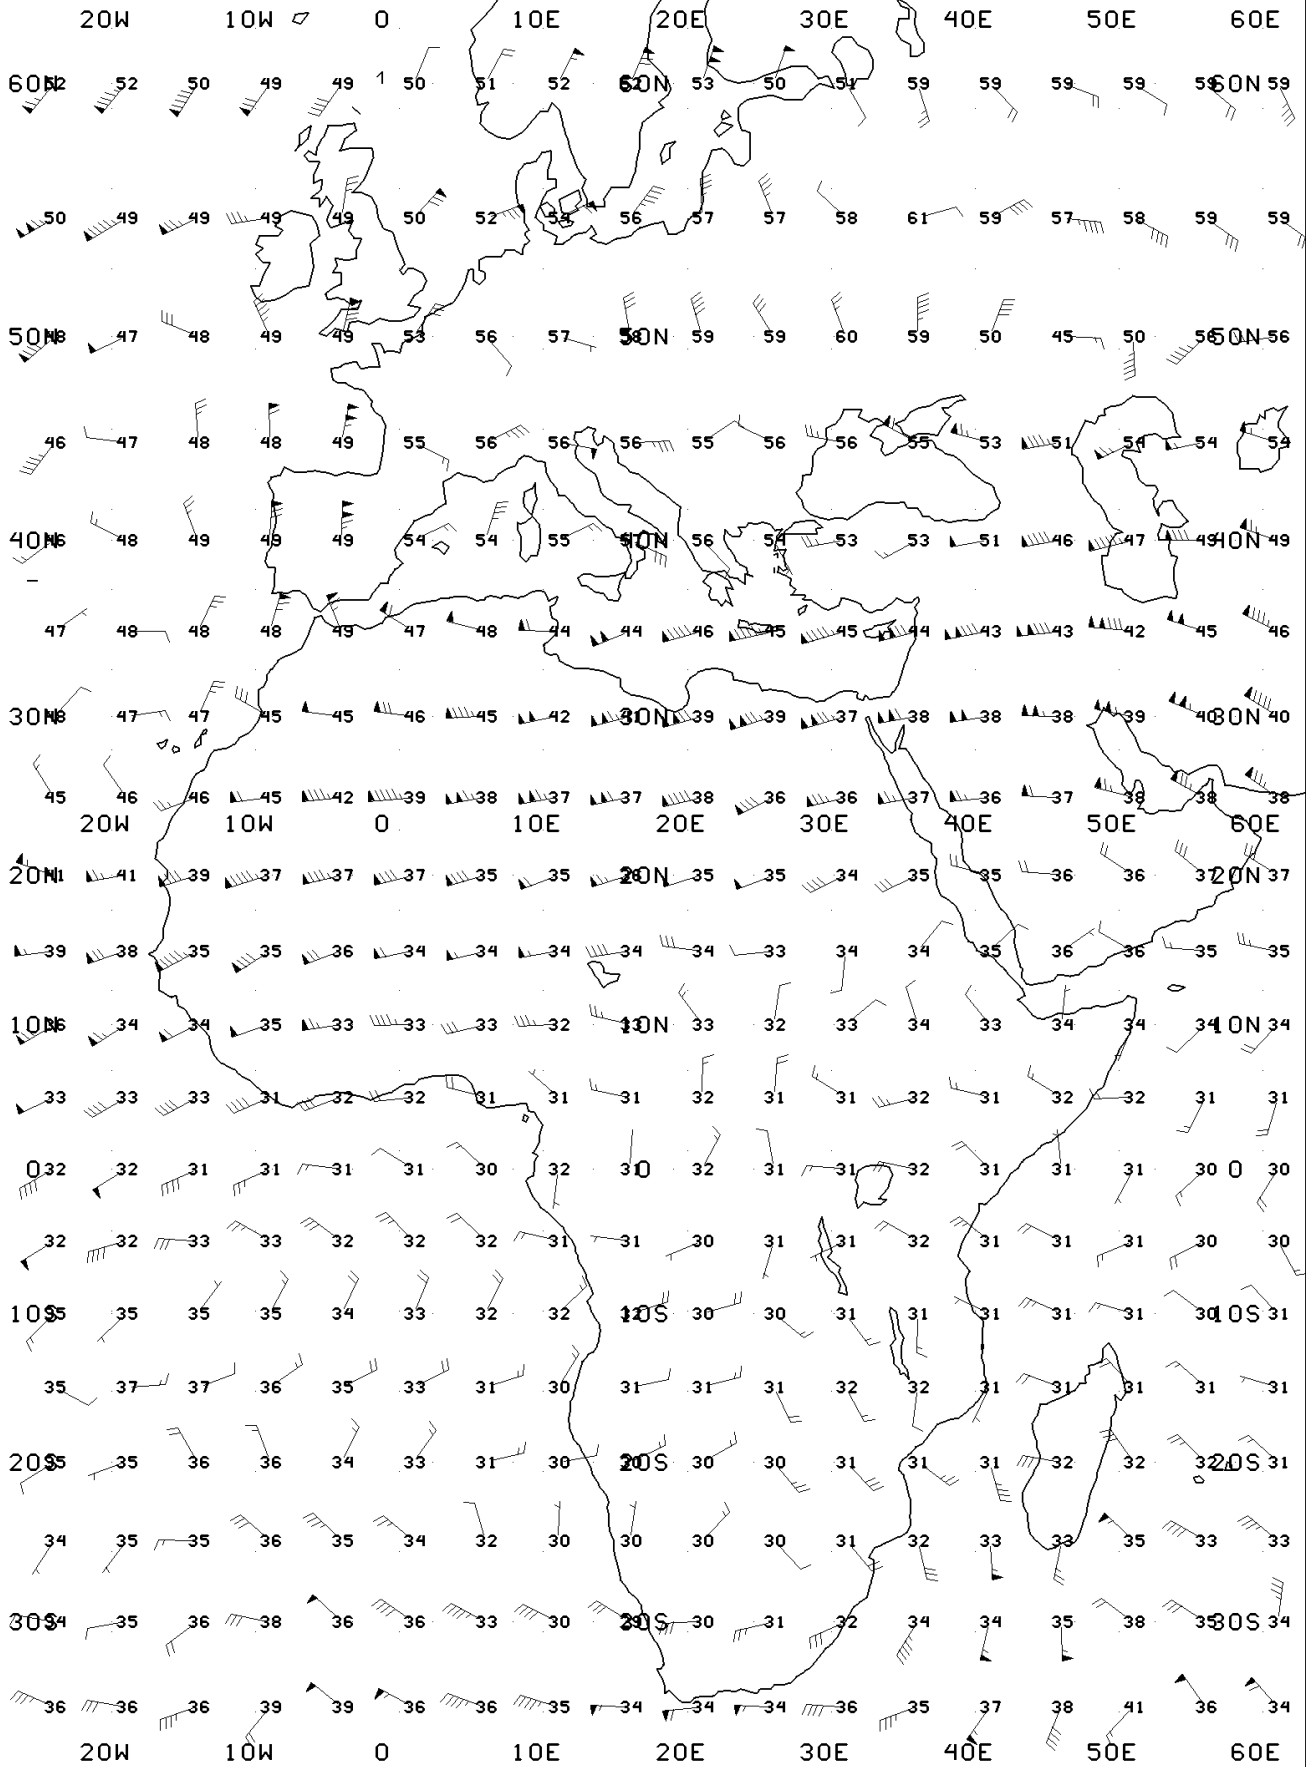 20W 10W 0 10E 20E 30E 40E 50E 60E
60N 52 52 50 49 49 1 50 51 52 53 50 51 59 59 59 59 59 60N 59
50 49 49 49 49 50 52 54 56 57 57 58 61 59 57 58 59 59
50N 48 47 48 49 49 53 56 57 50N 59 59 60 59 50 45 50 56 50N 56
46 47 48 48 49 55 56 56 56 55 56 56 55 53 51 54 54 54
40N 46 48 49 49 49 54 54 55 40N 56 54 53 53 51 46 47 49 40N 49
47 48 48 48 49 47 48 44 44 46 45 45 44 43 43 42 45 46
30N 48 47 47 45 45 46 45 42 30N 39 39 37 38 38 38 39 40 30N 40
45 46 46 45 42 39 38 37 37 38 36 36 37 36 37 38 38 38
20W 10W 0 10E 20E 30E 40E 50E 60E
20N 41 41 39 37 37 37 35 35 20N 35 35 34 35 35 36 36 37 20N 37
39 38 35 35 36 34 34 34 34 34 33 34 34 35 36 36 35 35
10N 36 34 34 35 33 33 33 32 10N 33 32 33 34 33 34 34 34 10N 34
33 33 33 31 32 32 31 31 31 32 31 31 32 31 32 32 31 31
0 32 32 31 31 31 31 30 32 31 0 32 31 31 32 31 31 31 30 0 30
32 32 33 33 32 32 32 31 31 30 31 31 32 31 31 31 30 30
10S 35 35 35 35 34 33 32 32 10S 30 30 31 31 31 31 31 30 10S 31
35 37 37 36 35 33 31 30 31 31 31 32 32 31 31 31 31 31
20S 35 35 36 36 34 33 31 30 20S 30 30 31 31 31 32 32 32 20S 31
34 35 35 36 35 34 32 30 30 30 30 31 32 33 33 35 33 33
30S 34 35 36 38 36 36 33 30 30S 30 31 32 34 34 35 38 35 30S 34
36 36 36 39 39 36 36 35 34 34 34 36 35 37 38 41 36 34
20W 10W 0 10E 20E 30E 40E 50E 60E